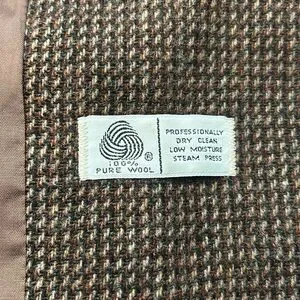 100%
PURE WOOL
®
PROFESSIONALLY
DRY CLEAN
LOW MOISTURE
STEAM PRESS